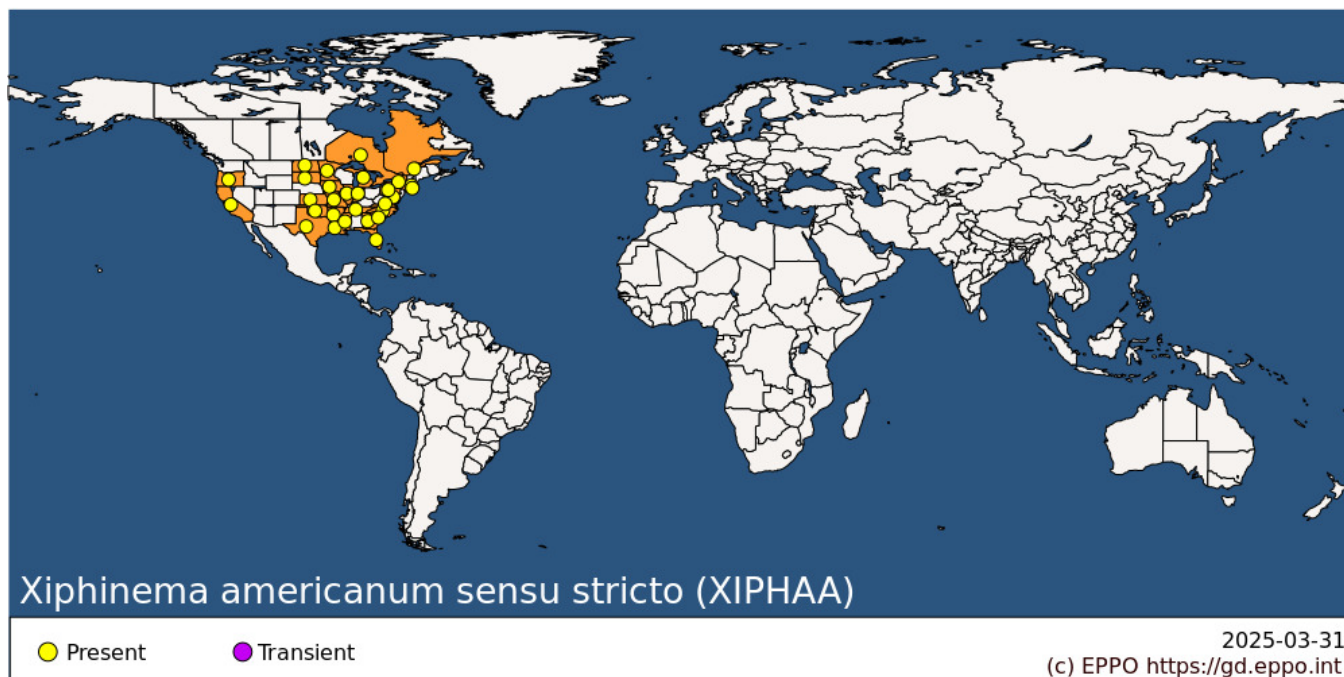 Xiphinema americanum sensu stricto (XIPHAA)
Present
Transient
2025-03-31
(c) EPPO https://gd.eppo.int